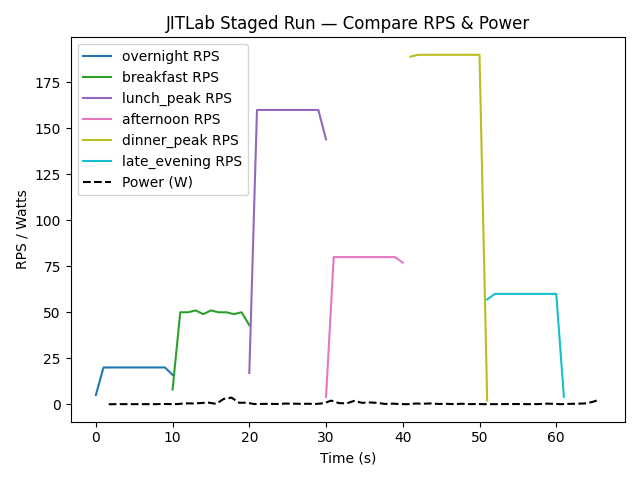 JITLab Staged Run — Compare RPS & Power
overnight RPS
breakfast RPS
lunch_peak RPS
afternoon RPS
dinner_peak RPS
late_evening RPS
Power (W)
RPS / Watts
175
150
125
100
75
50
25
0
0 10 20 30 40 50 60
Time (s)